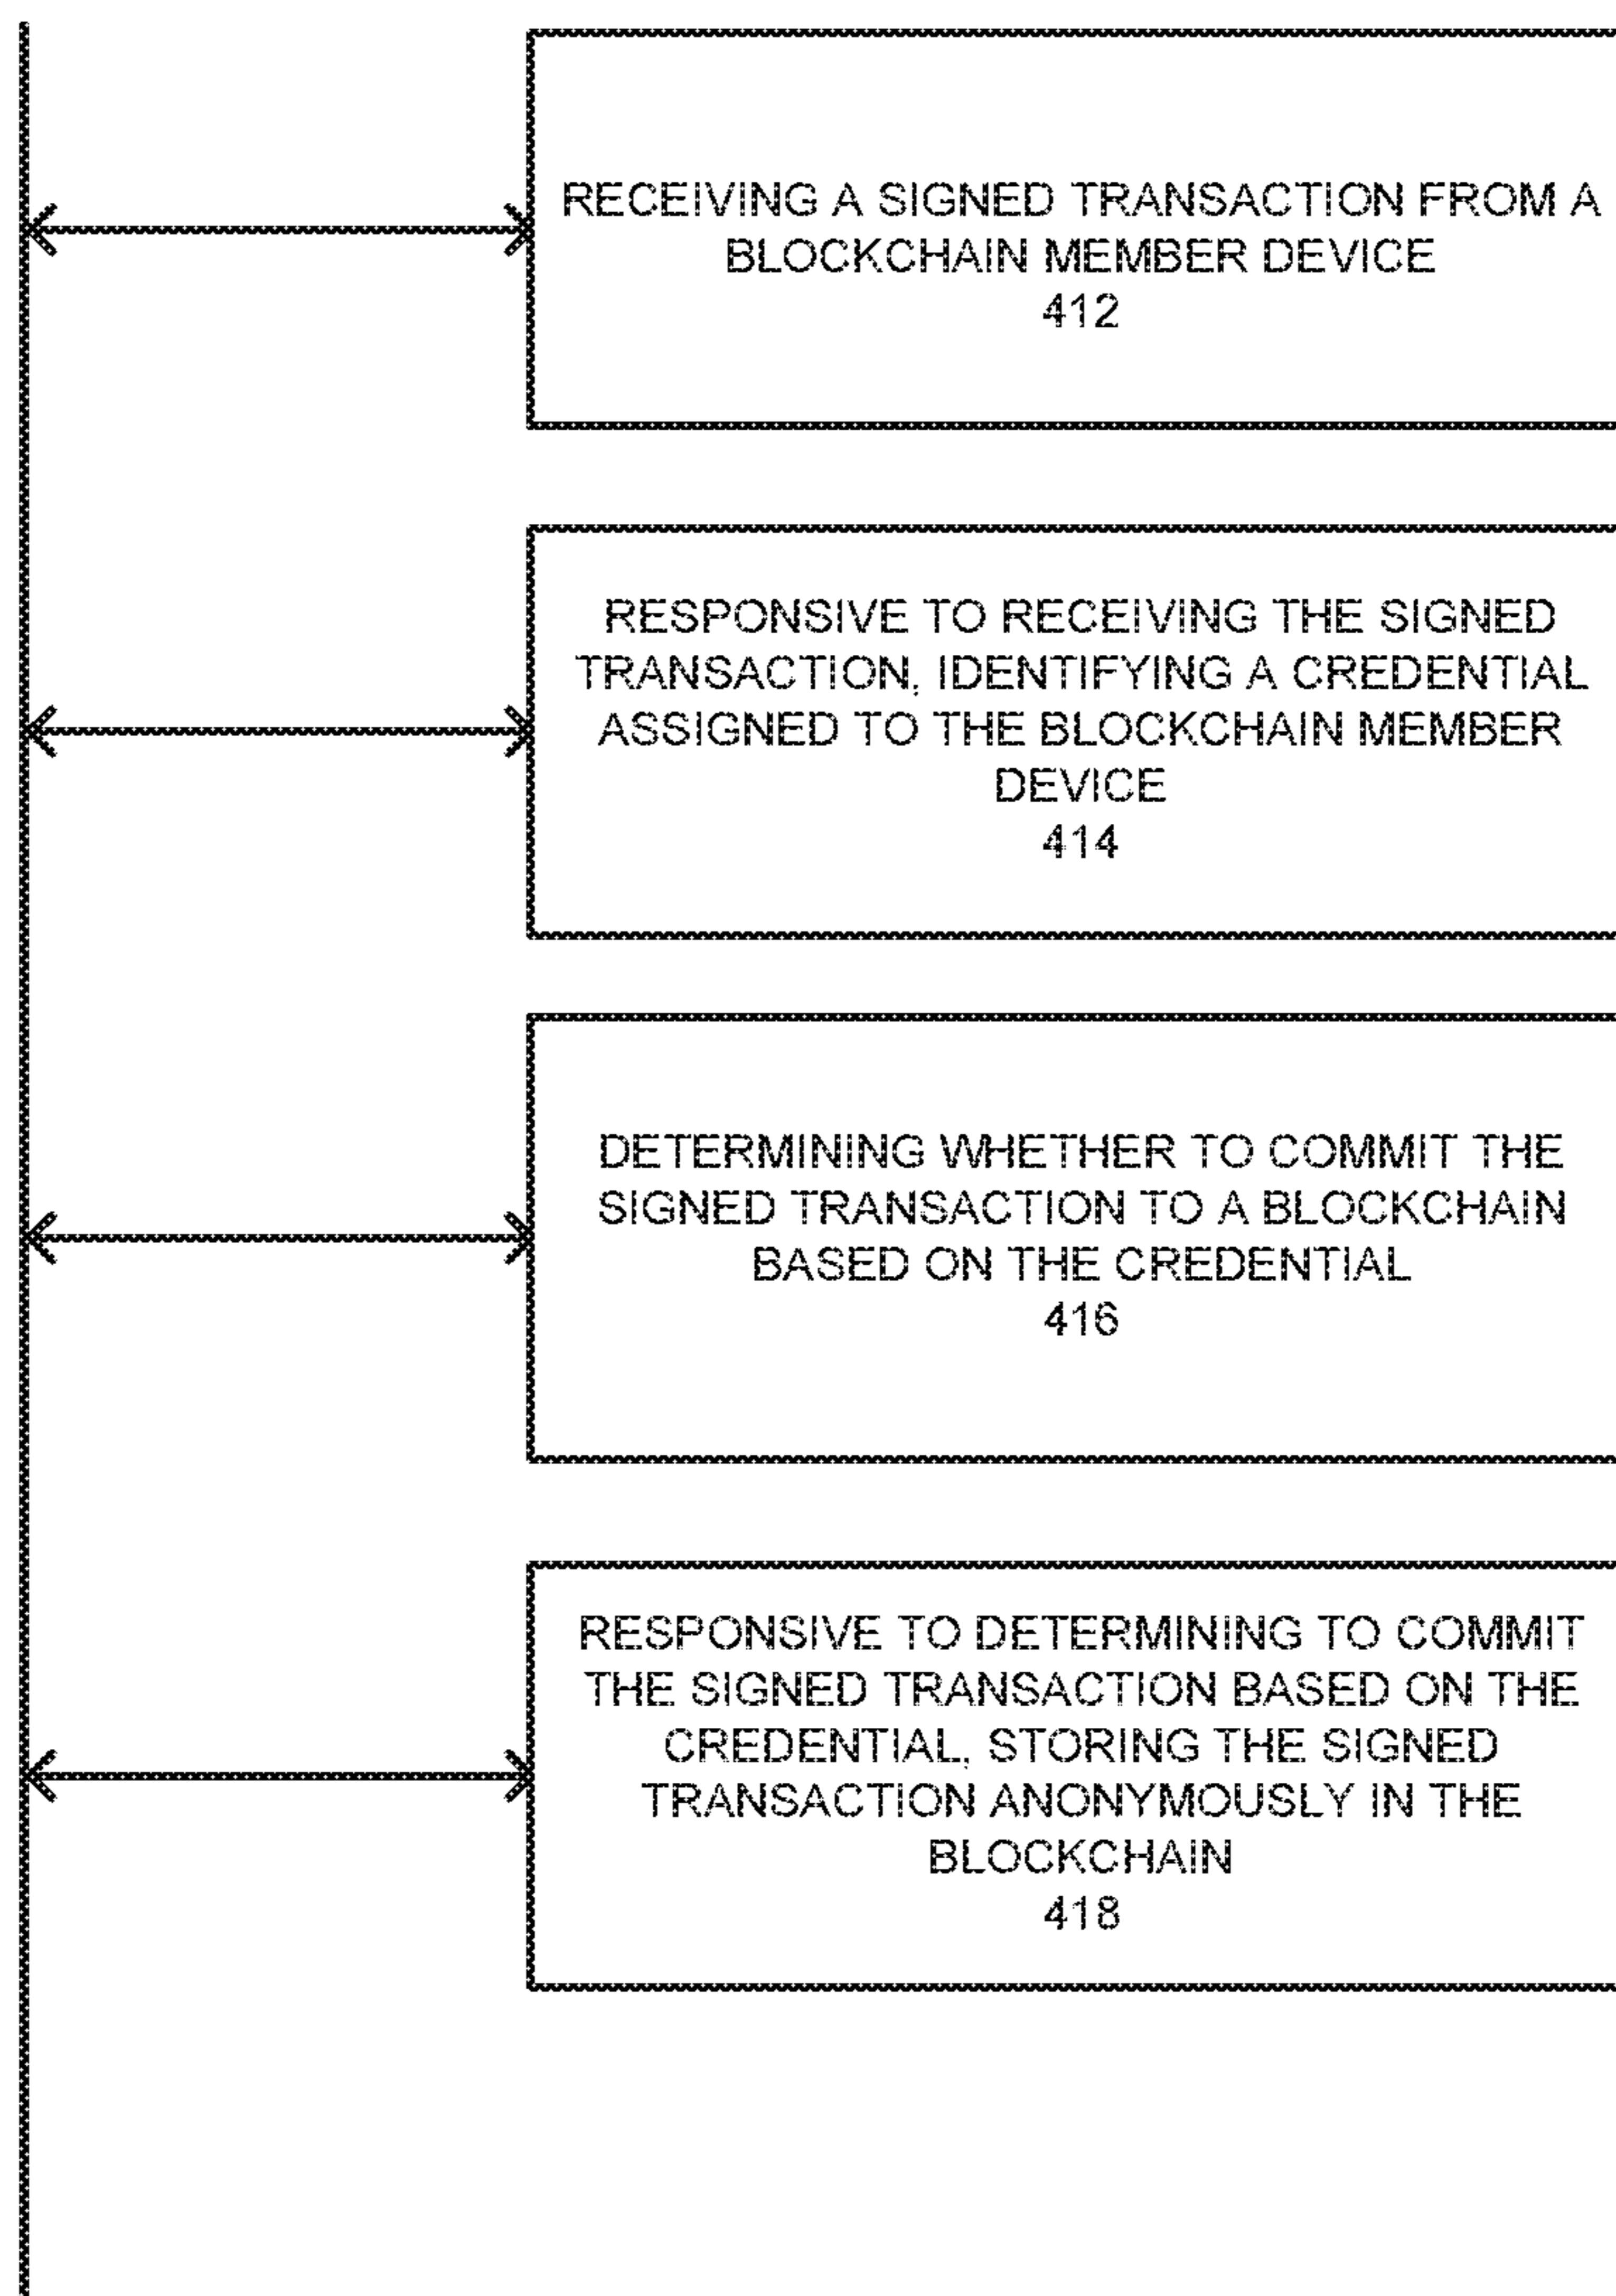 RECEIVING A SIGNED TRANSACTION FROM A
BLOCKCHAIN MEMBER DEVICE
412
RESPONSIVE TO RECEIVING THE SIGNED
TRANSACTION, IDENTIFYING A CREDENTIAL
ASSIGNED TO THE BLOCKCHAIN MEMBER
DEVICE
414
DETERMINING WHETHER TO COMMIT THE
SIGNED TRANSACTION TO A BLOCKCHAIN
BASED ON THE CREDENTIAL
416
RESPONSIVE TO DETERMINING TO COMMIT
THE SIGNED TRANSACTION BASED ON THE
CREDENTIAL, STORING THE SIGNED
TRANSACTION ANONYMOUSLY IN THE
BLOCKCHAIN
418